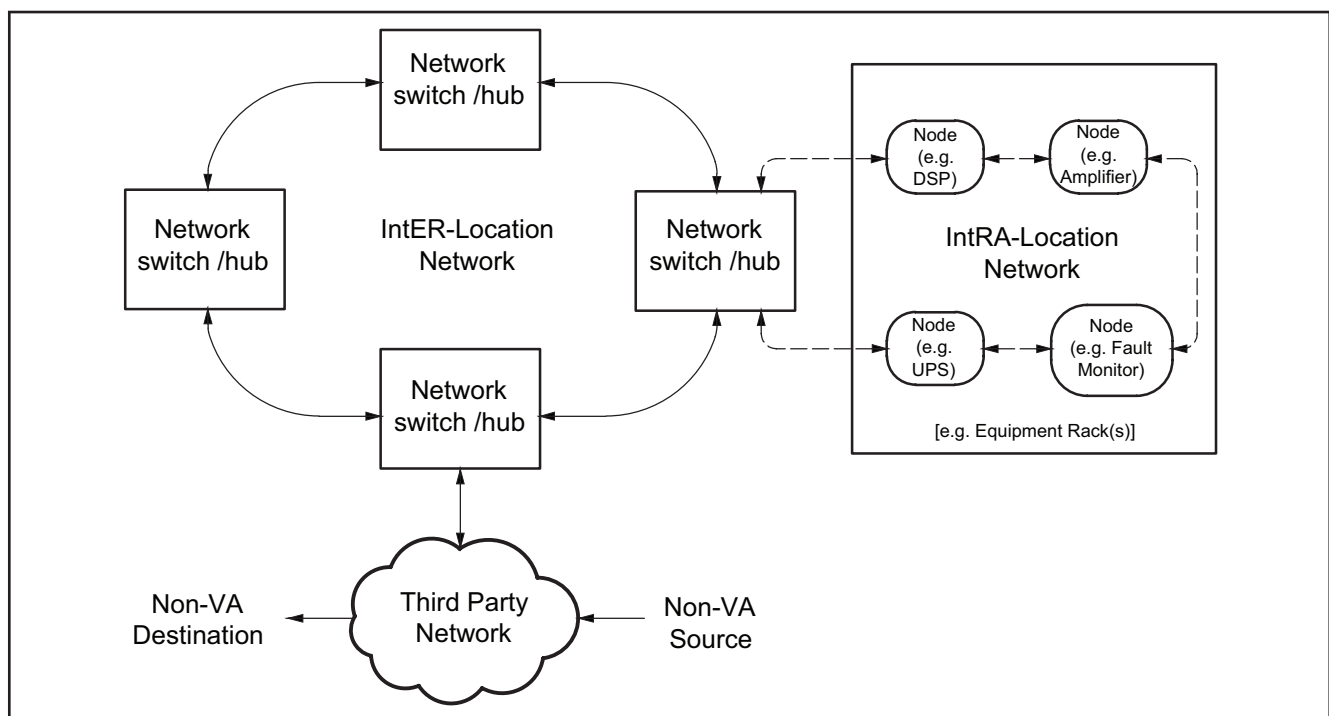 Network
switch /hub
Network
switch /hub
IntER-Location
Network
Network
switch /hub
Network
switch /hub
Node
(e.g.
DSP)
Node
(e.g.
Amplifier)
IntRA-Location
Network
Node
(e.g.
UPS)
Node
(e.g. Fault
Monitor)
[e.g. Equipment Rack(s)]
Non-VA
Destination
Third Party
Network
Non-VA
Source